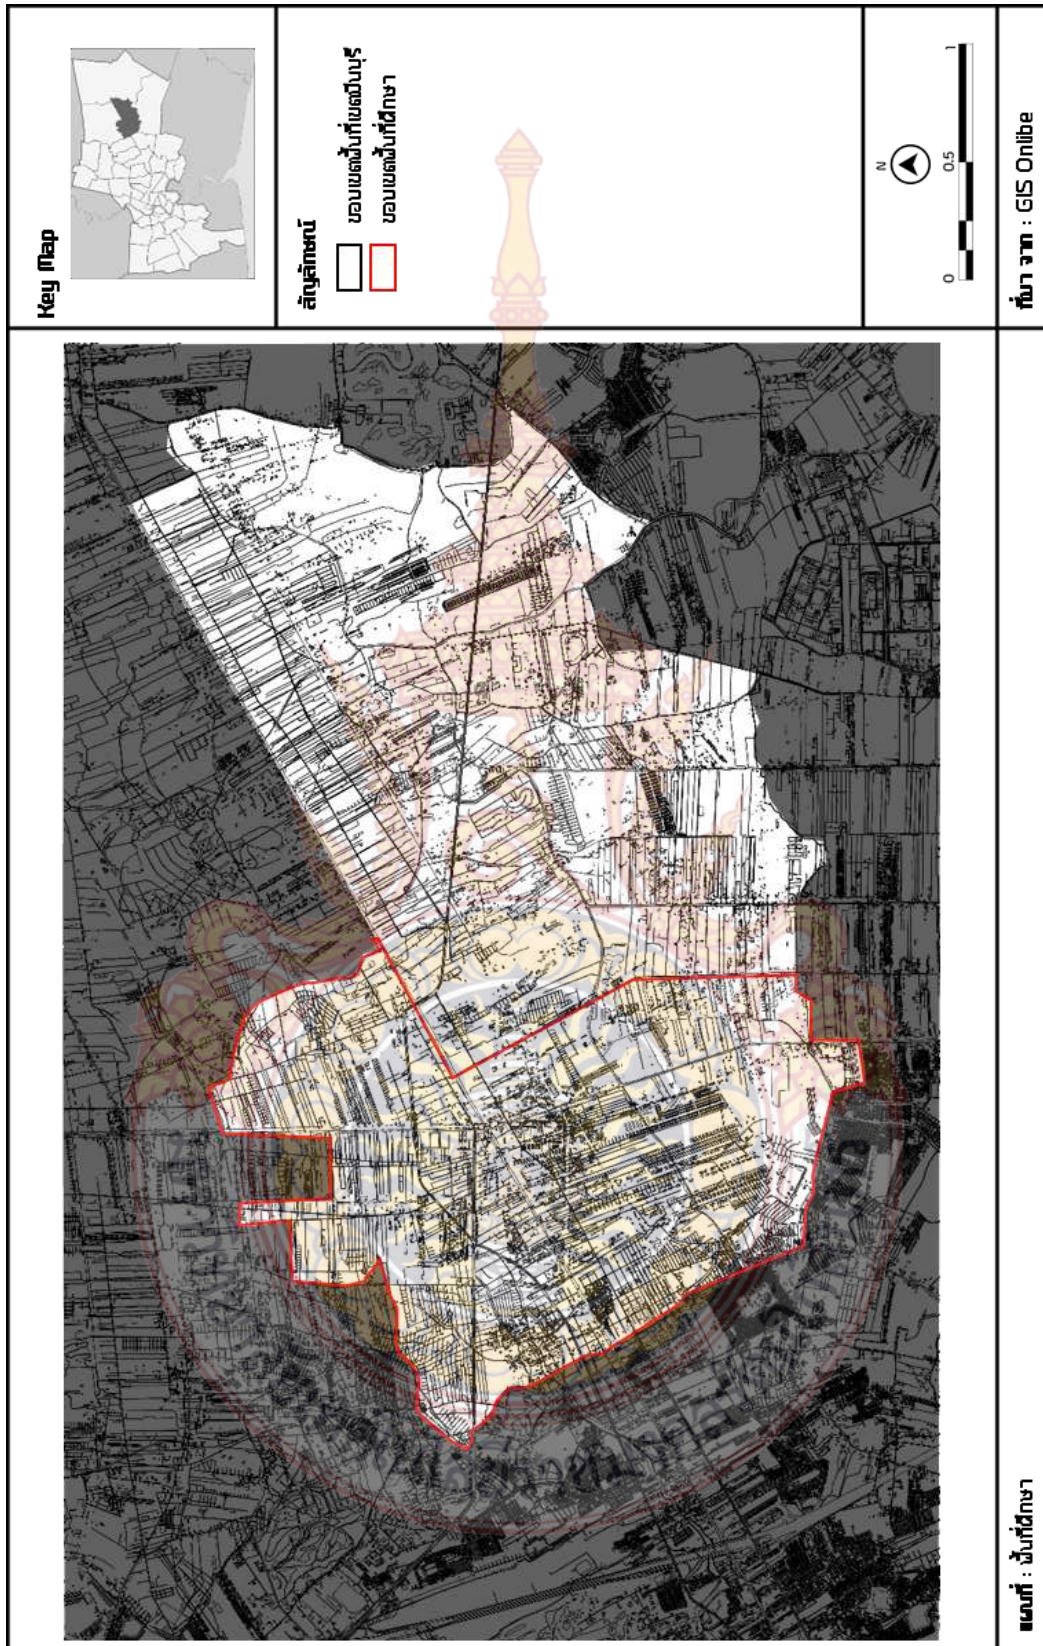 Key Map
สัญลักษณ์
ขอบเขตพื้นที่เขตมีนบุรี
ขอบเขตพื้นที่ศึกษา
N
0 0.5 1
แผนที่ : พื้นที่ศึกษา
ที่มา จาก : GIS Onlibe